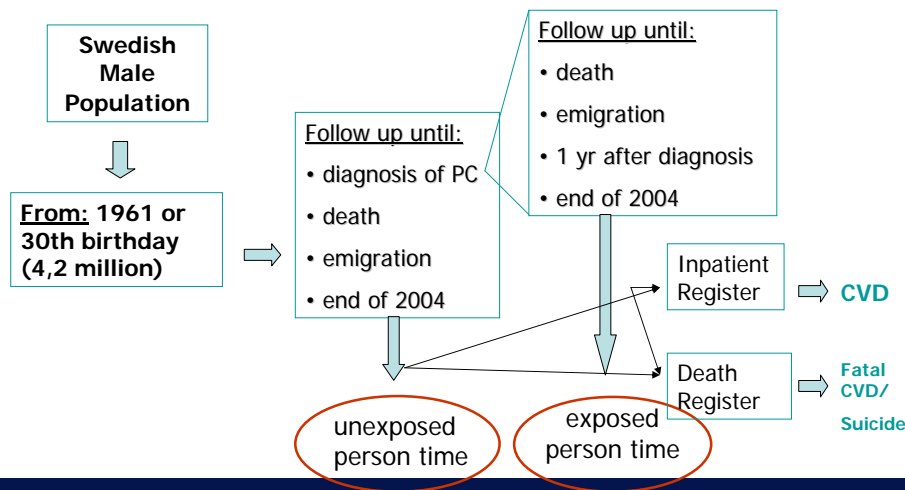 Swedish
Male
Population
From: 1961 or
30th birthday
(4,2 million)
Follow up until:
• diagnosis of PC
• death
• emigration
• end of 2004
Follow up until:
• death
• emigration
• 1 yr after diagnosis
• end of 2004
Inpatient
Register
CVD
Death
Register
Fatal
CVD/
Suicide
unexposed
person time
exposed
person time